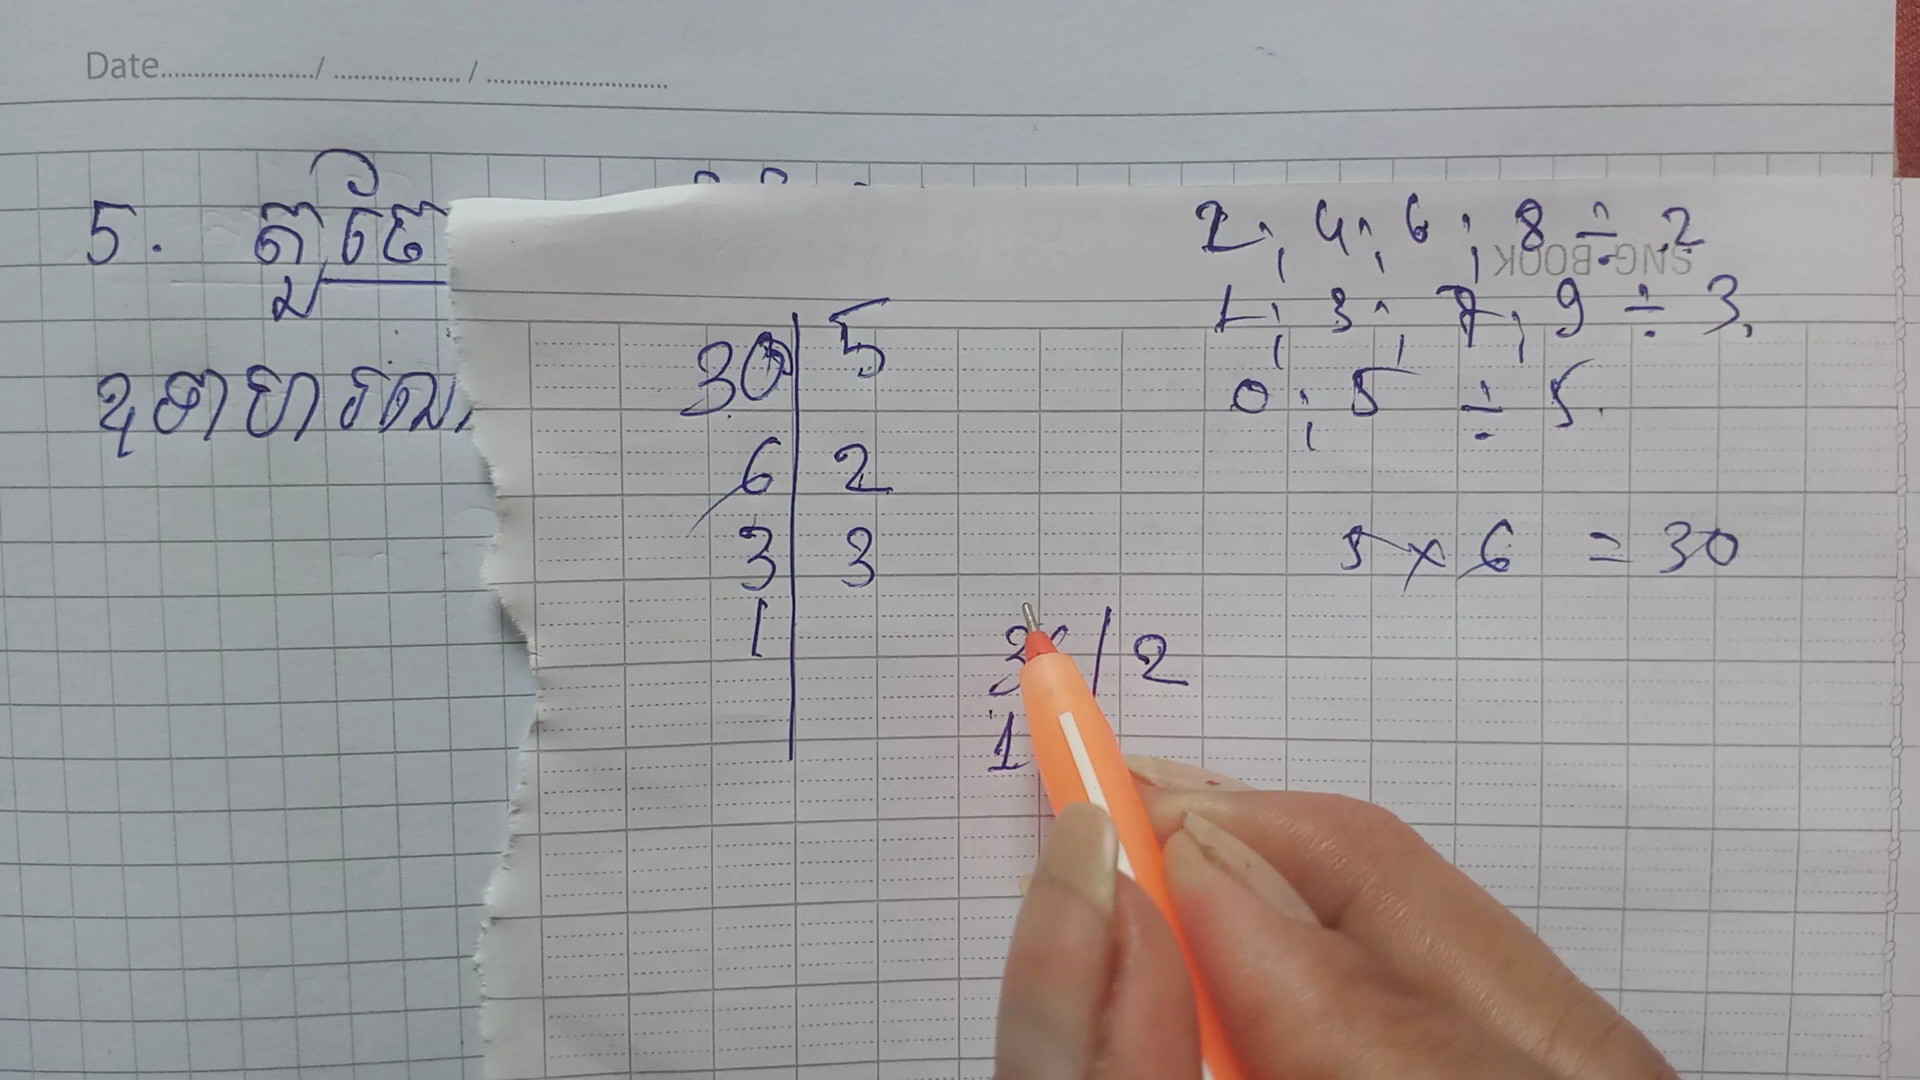 Date
5.
2; 4; 6; 8 ÷ 2
SNG-BOOK
1; 3; 7; 9 ÷ 3,
0; 5 ÷ 5.
30 | 5
6 | 2
3 | 3
1
5 × 6 = 30
30 | 2
1